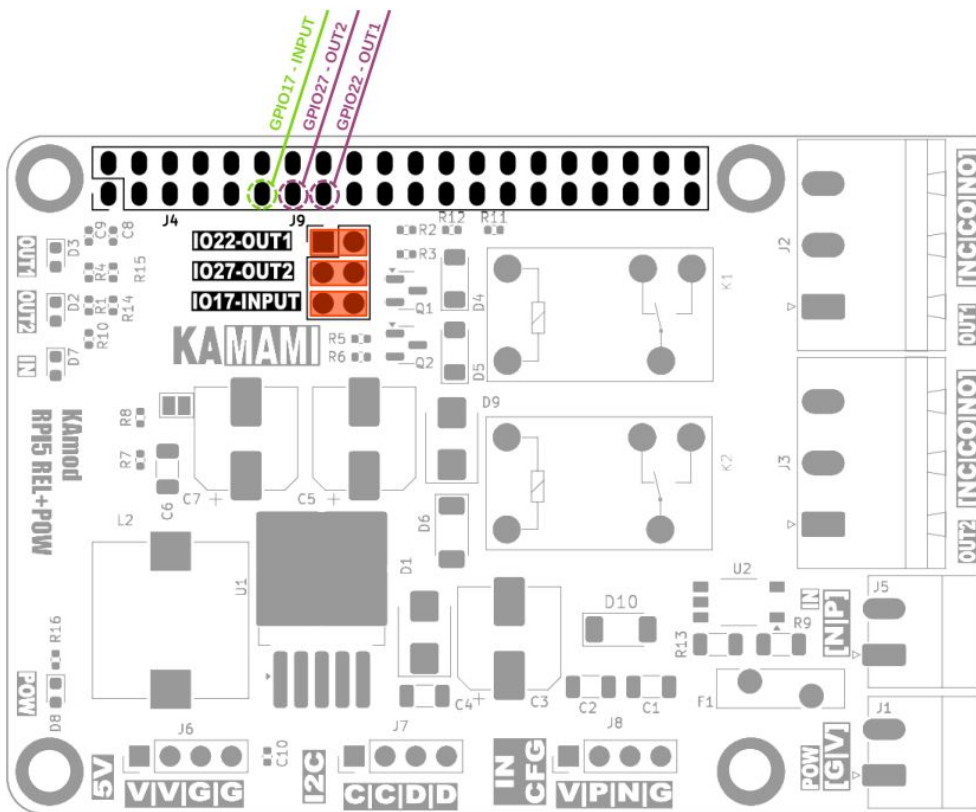 GPIO17 - INPUT
GPIO27 - OUT2
GPIO22 - OUT1
J4
J9
IO22-OUT1
IO27-OUT2
IO17-INPUT
KAMAMI
KAmod
RPI5 REL+POW
OUT1
OUT2
IN
D3
D2
D7
C9
C8
R4
R15
R1
R14
R10
R2
R12
R11
R3
Q1
D4
R5
R6
Q2
D5
K1
J2
OUT1 [NC|CO|NO]
R8
R7
C6
C7 +
C5 +
D9
K2
J3
OUT2 [NC|CO|NO]
L2
U1
D6
D1
U2
D10
R13
R9
IN
[N|P]
J5
R16
POW
D8
C4 +
C3
C2
C1
F1
J1
POW
[G|V]
5V
J6
V|V|G|G
C10
I2C
J7
C|C|D|D
IN
CFG
J8
V|P|N|G